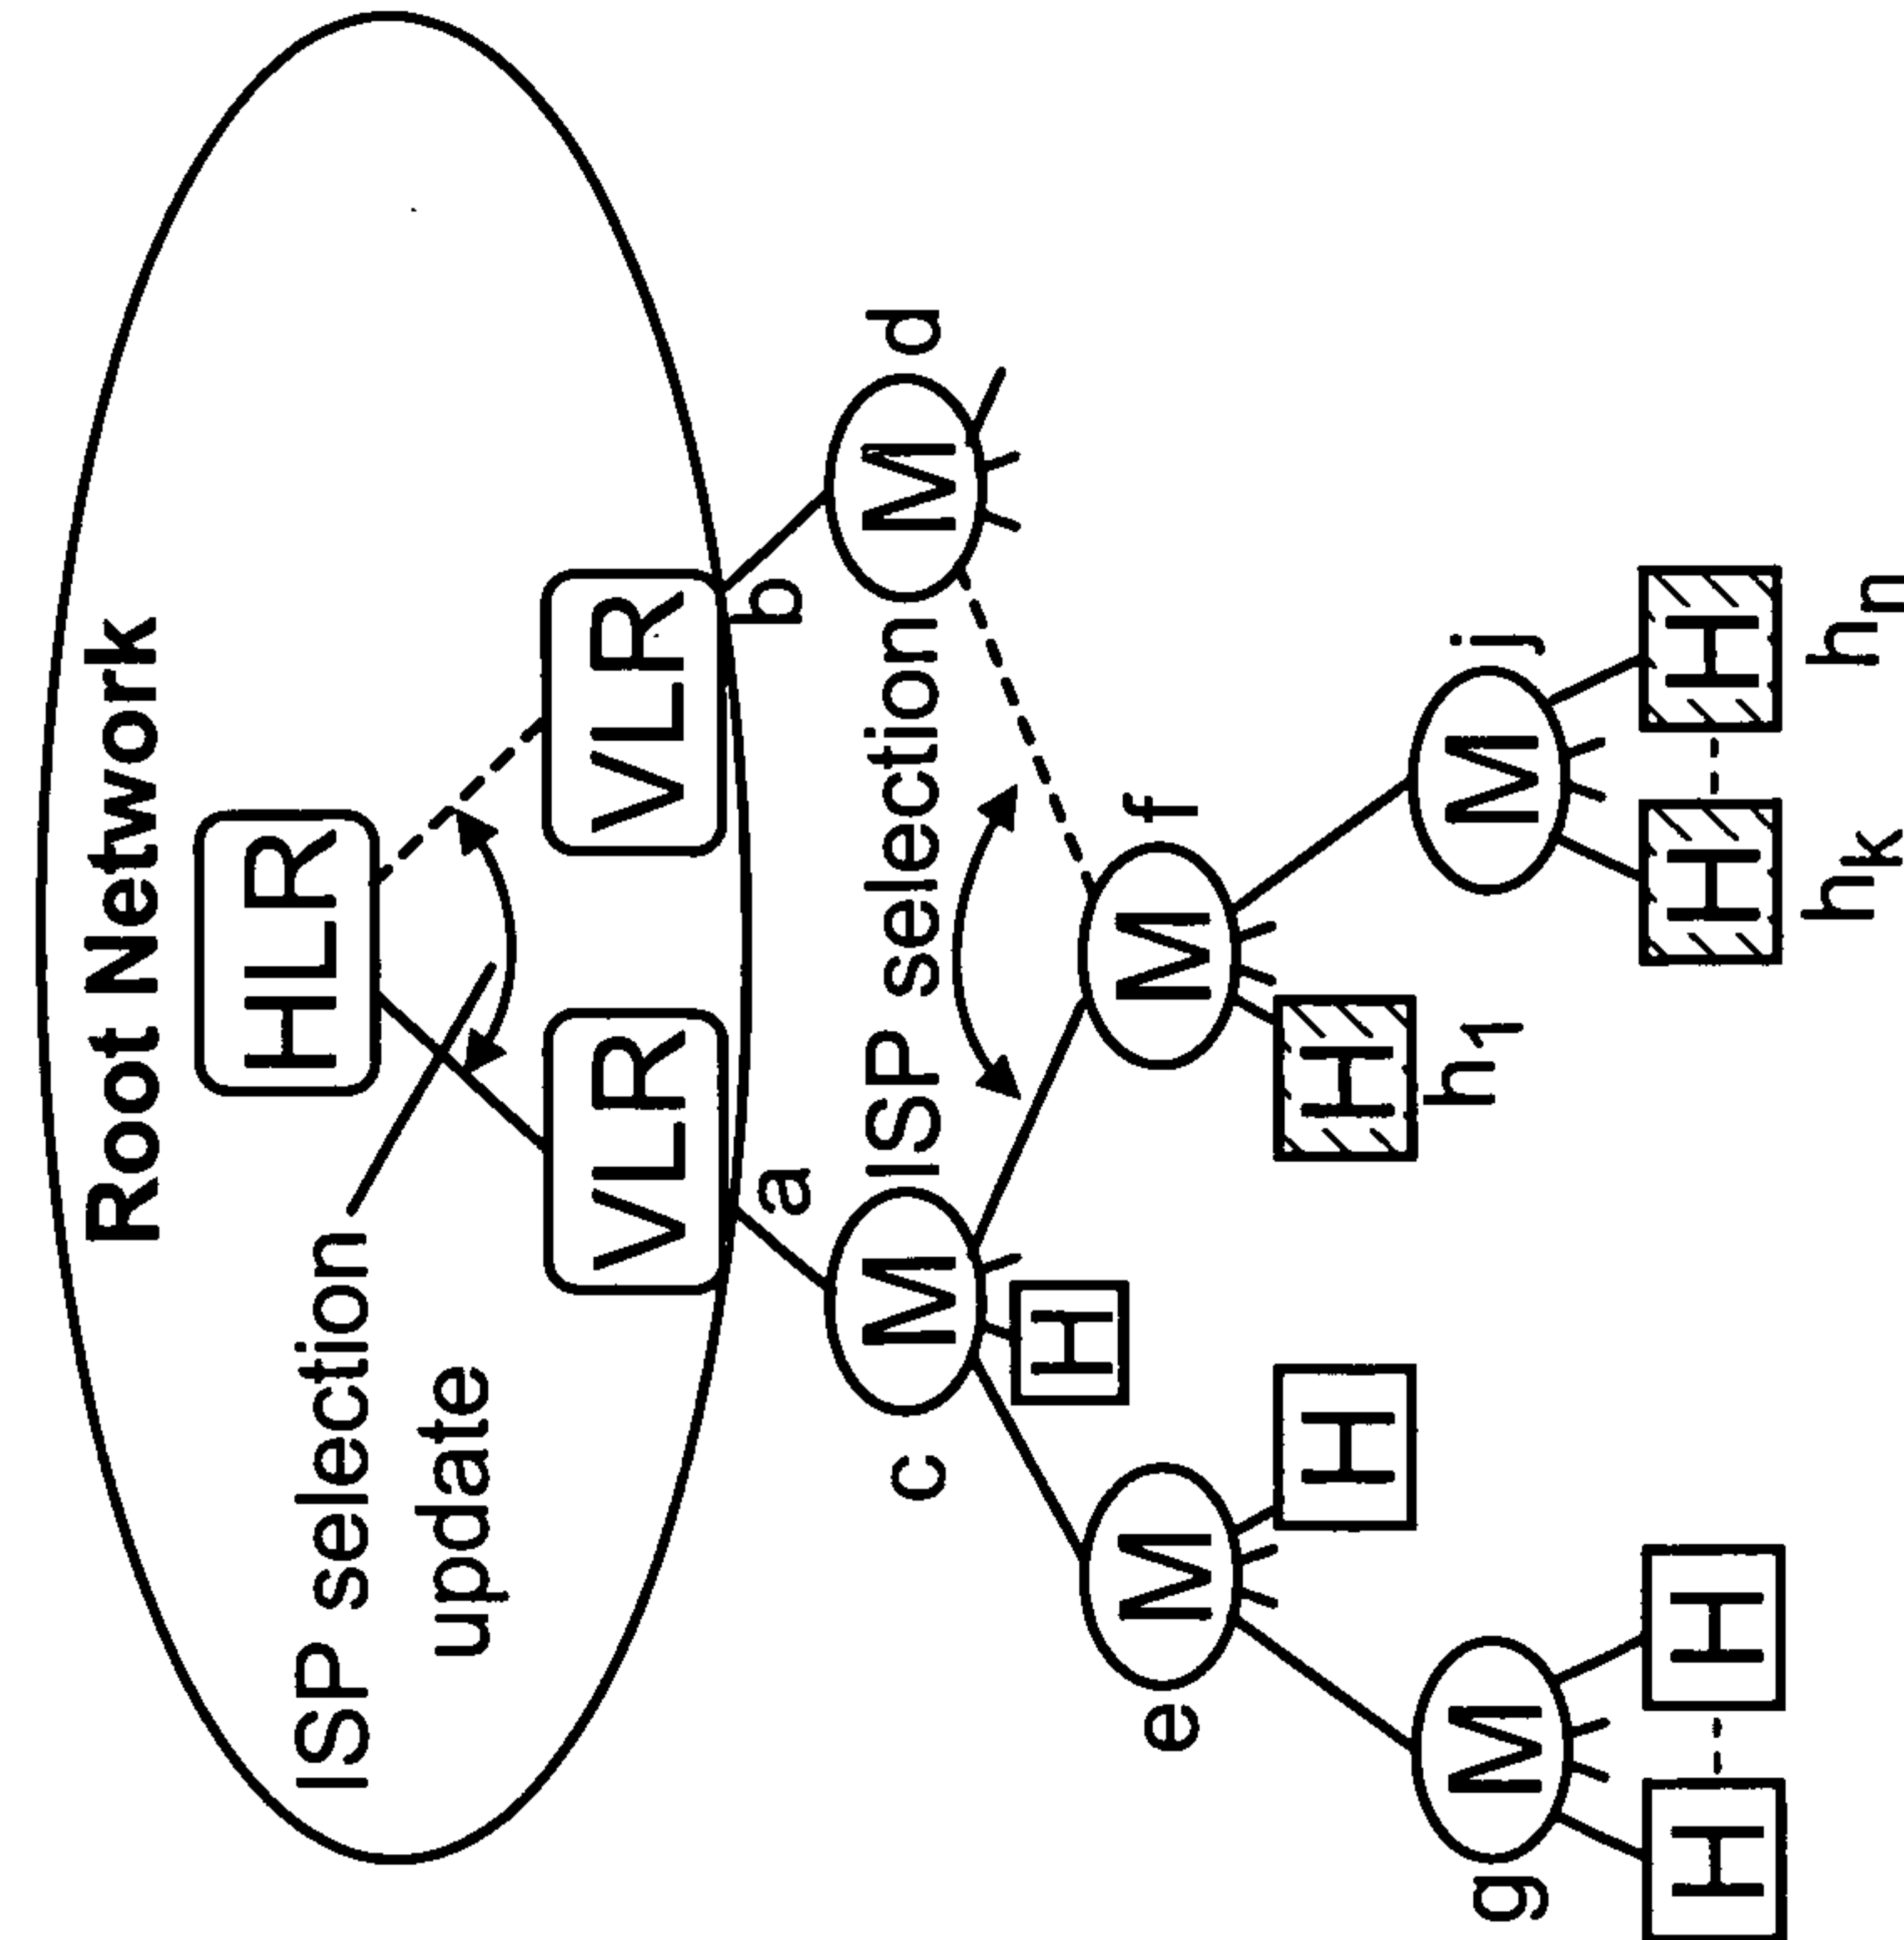 Root Network
HLR
ISP selection
update
VLR
VLR
a
b
c
M
ISP selection
M
d
H
e
M
M
f
H
H
h1
g
M
M
j
H
H
H
H
hk
hn